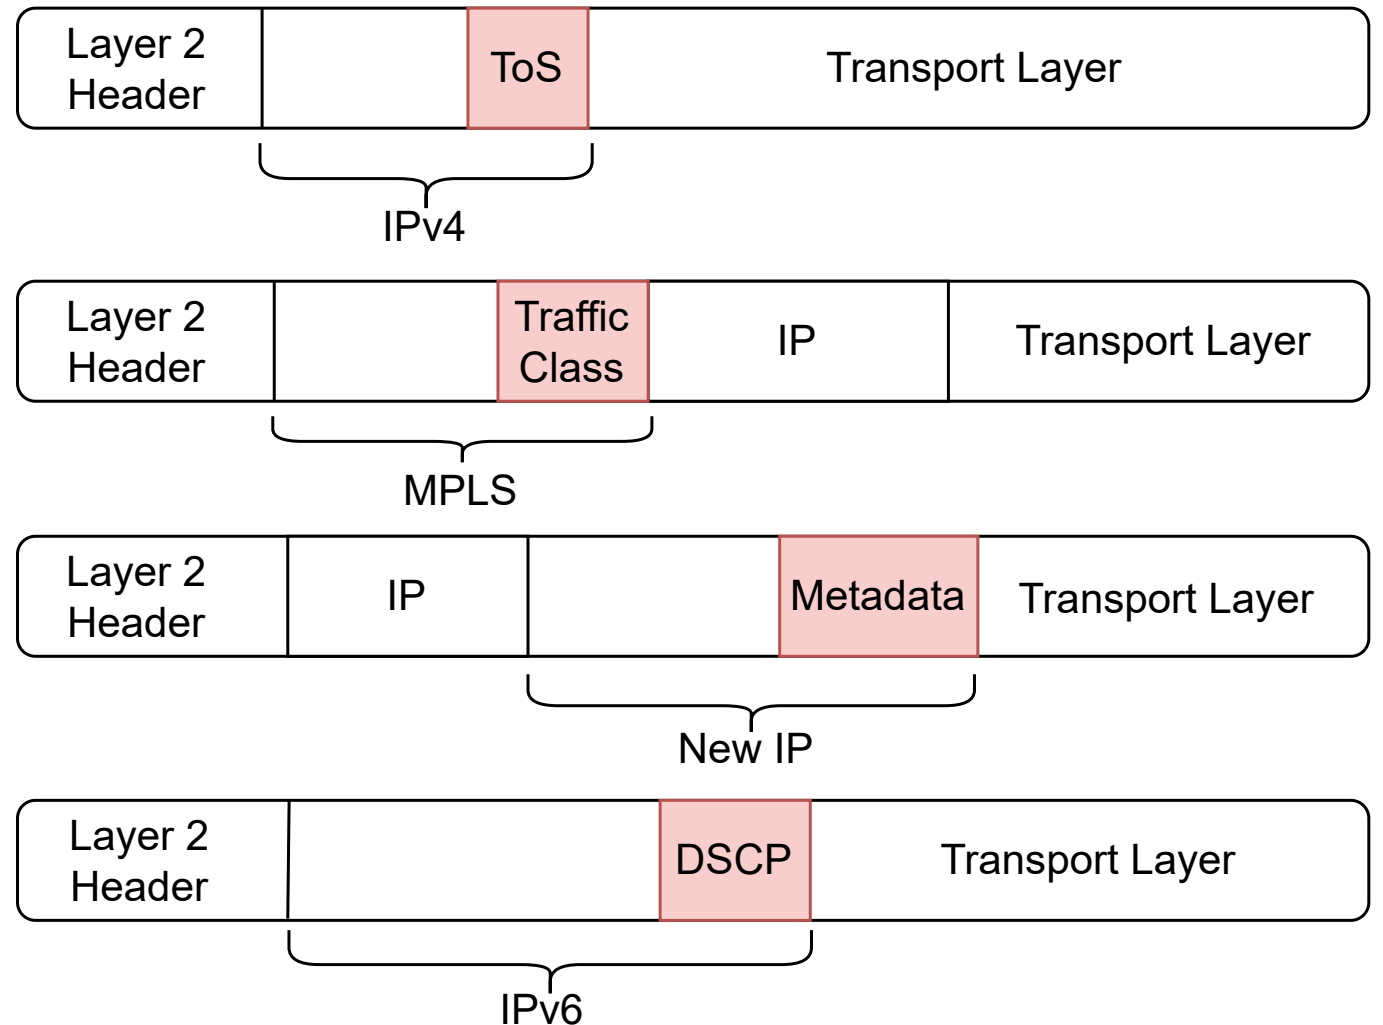 Layer 2
Header
ToS
Transport Layer
IPv4
Layer 2
Header
Traffic
Class
IP
Transport Layer
MPLS
Layer 2
Header
IP
Metadata
Transport Layer
New IP
Layer 2
Header
DSCP
Transport Layer
IPv6